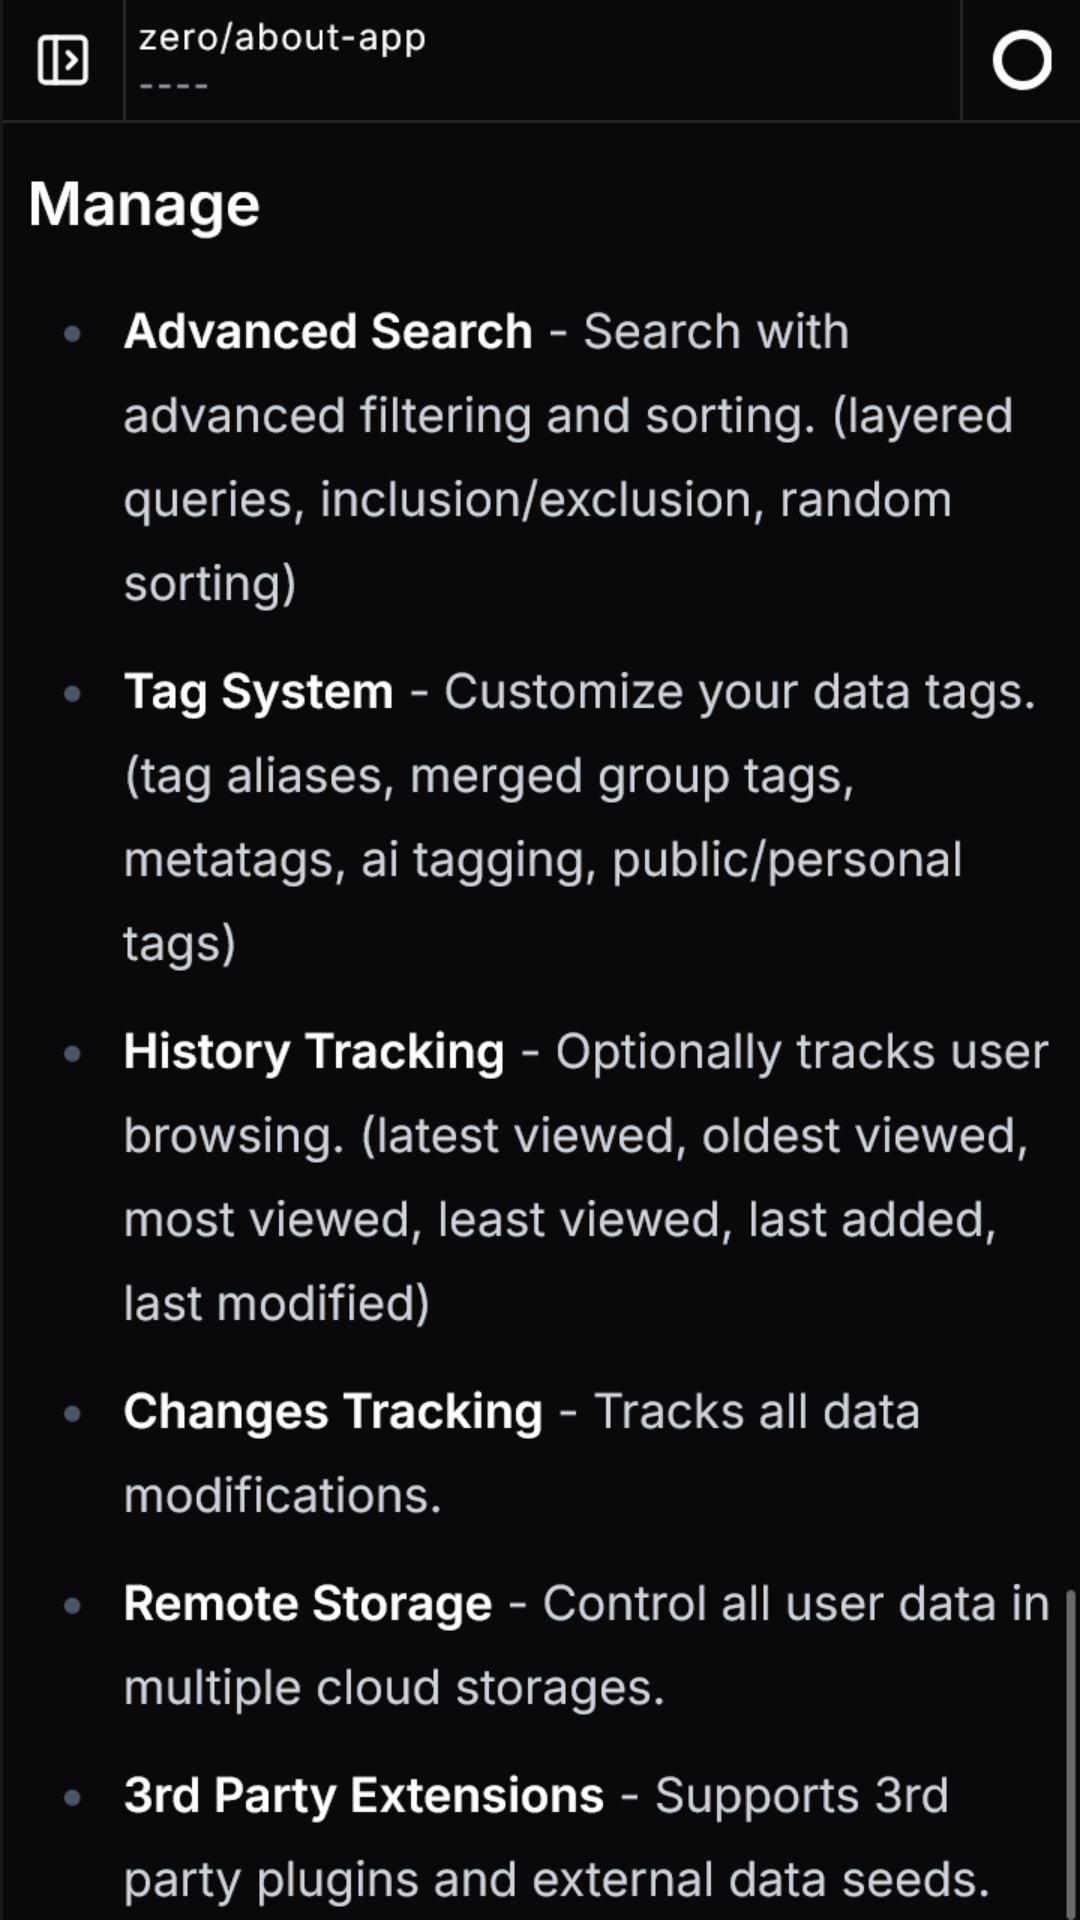 zero/about-app
----
Manage
Advanced Search - Search with
advanced filtering and sorting. (layered
queries, inclusion/exclusion, random
sorting)
Tag System - Customize your data tags.
(tag aliases, merged group tags,
metatags, ai tagging, public/personal
tags)
History Tracking - Optionally tracks user
browsing. (latest viewed, oldest viewed,
most viewed, least viewed, last added,
last modified)
Changes Tracking - Tracks all data
modifications.
Remote Storage - Control all user data in
multiple cloud storages.
3rd Party Extensions - Supports 3rd
party plugins and external data seeds.